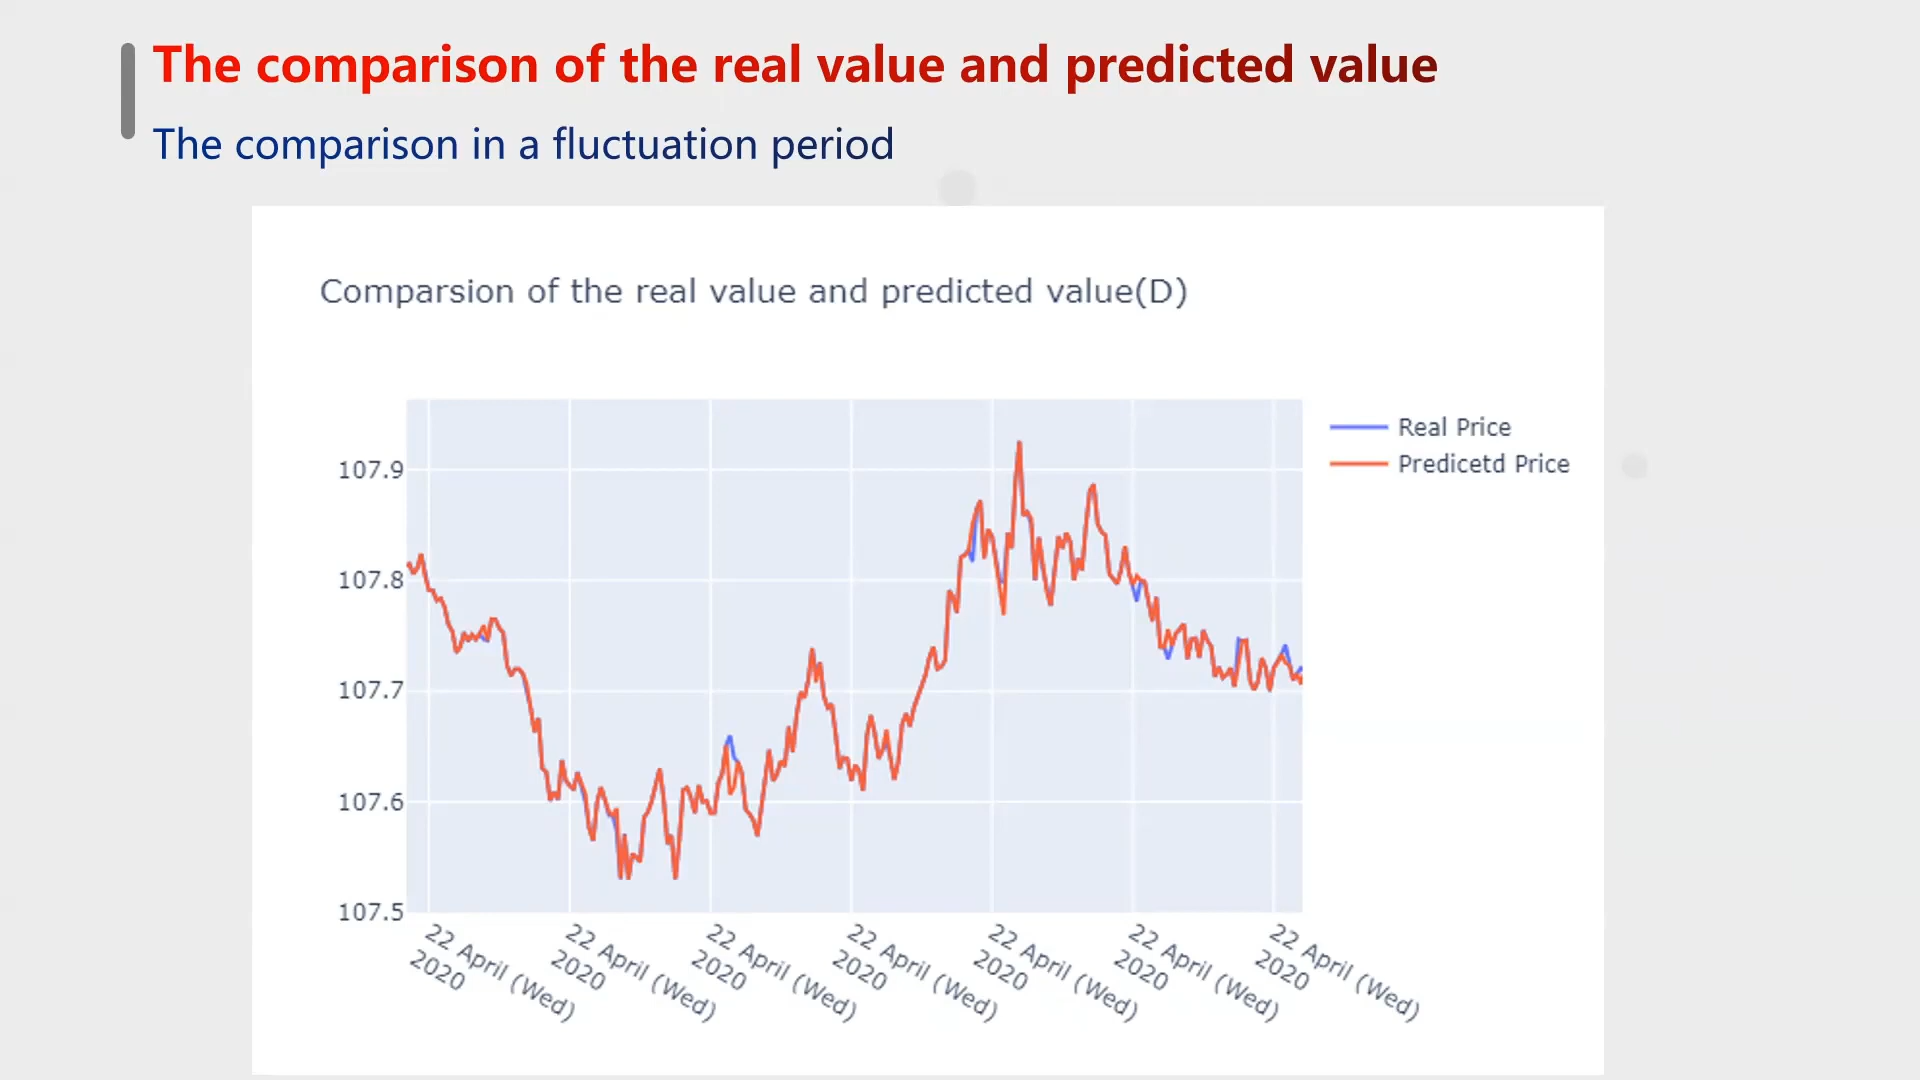 The comparison of the real value and predicted value
The comparison in a fluctuation period
Comparsion of the real value and predicted value(D)
Real Price
Predicetd Price
107.9
107.8
107.7
107.6
107.5
22 April (Wed)
2020
22 April (Wed)
2020
22 April (Wed)
2020
22 April (Wed)
2020
22 April (Wed)
2020
22 April (Wed)
2020
22 April (Wed)
2020